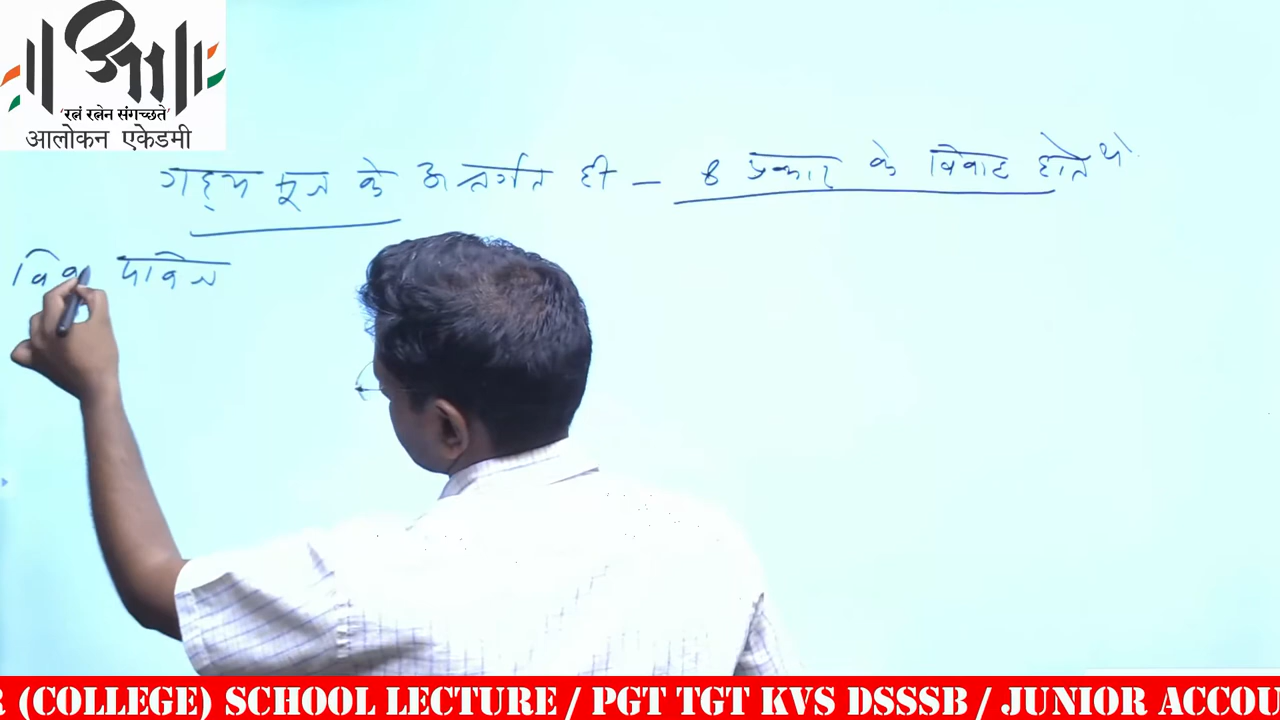 'रत्नं रत्नेन संगच्छते'
आलोकन एकेडमी
गृह्य सूत्र के अन्तर्गत ही – 8 प्रकार के विवाह होते थे।
R (COLLEGE) SCHOOL LECTURE / PGT TGT KVS DSSSB / JUNIOR ACCOU